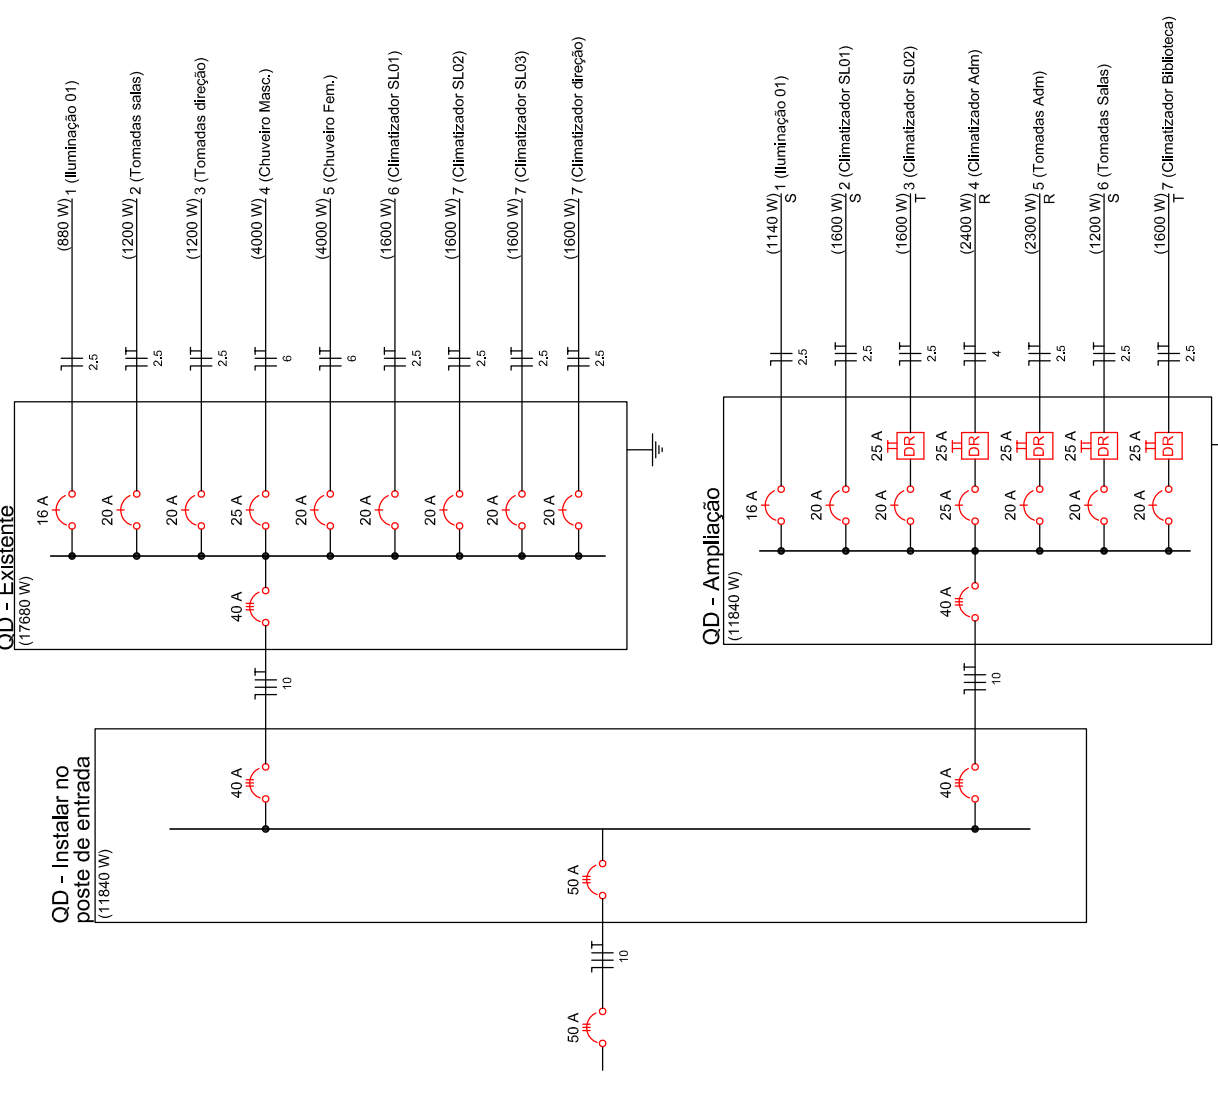 (880 W) 1 (Iluminação 01)
(1200 W) 2 (Tomadas salas)
(1200 W) 3 (Tomadas direção)
(4000 W) 4 (Chuveiro Masc.)
(4000 W) 5 (Chuveiro Fem.)
(1600 W) 6 (Climatizador SL01)
(1600 W) 7 (Climatizador SL02)
(1600 W) 7 (Climatizador SL03)
(1600 W) 7 (Climatizador direção)
2.5
2.5
2.5
6
6
2.5
2.5
2.5
2.5
16 A
20 A
20 A
25 A
20 A
20 A
20 A
20 A
20 A
QD - Existente
(17680 W)
40 A
10
(1140 W) 1 (Iluminação 01)
S
(1600 W) 2 (Climatizador SL01)
S
(1600 W) 3 (Climatizador SL02)
T
(2400 W) 4 (Climatizador Adm)
R
(2300 W) 5 (Tomadas Adm)
R
(1200 W) 6 (Tomadas Salas)
S
(1600 W) 7 (Climatizador Biblioteca)
T
2.5
2.5
2.5
4
2.5
2.5
2.5
25 A
DR
25 A
DR
25 A
DR
25 A
DR
25 A
DR
16 A
20 A
20 A
25 A
20 A
20 A
20 A
QD - Ampliação
(11840 W)
40 A
10
QD - Instalar no
poste de entrada
(11840 W)
40 A
40 A
50 A
10
50 A